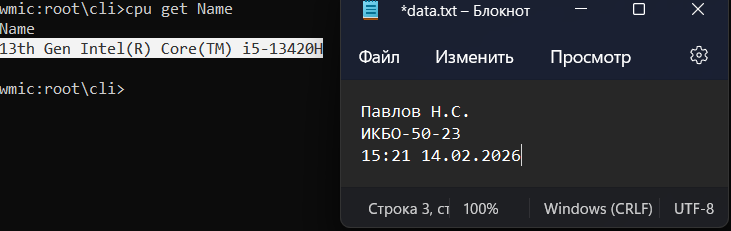 wmic:root\cli>cpu get Name
Name
13th Gen Intel(R) Core(TM) i5-13420H
wmic:root\cli>
*data.txt – Блокнот
Файл Изменить Просмотр
Павлов Н.С.
ИКБО-50-23
15:21 14.02.2026
Строка 3, ст 100% Windows (CRLF) UTF-8